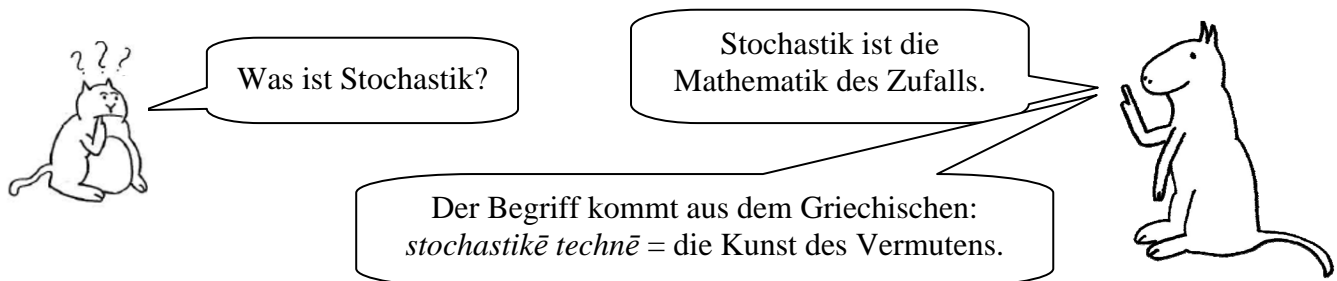 ? ? ?
Was ist Stochastik?
Stochastik ist die
Mathematik des Zufalls.
Der Begriff kommt aus dem Griechischen:
stochastikē technē = die Kunst des Vermutens.